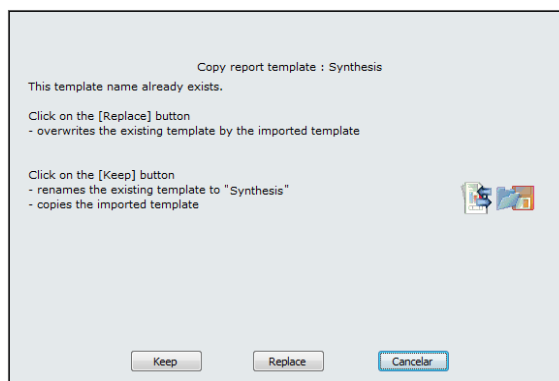 Copy report template : Synthesis
This template name already exists.
Click on the [Replace] button
- overwrites the existing template by the imported template
Click on the [Keep] button
- renames the existing template to "Synthesis"
- copies the imported template
Keep Replace Cancelar